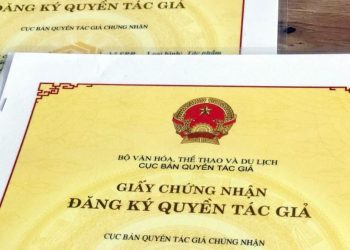 ĐĂNG KÝ QUYỀN TÁC GIẢ
CỤC BẢN QUYỀN TÁC GIẢ CHỨNG NHẬN
Loại hình: Tác phẩm
BỘ VĂN HÓA, THỂ THAO VÀ DU LỊCH
CỤC BẢN QUYỀN TÁC GIẢ
GIẤY CHỨNG NHẬN
ĐĂNG KÝ QUYỀN TÁC GIẢ
CỤC BẢN QUYỀN TÁC GIẢ CHỨNG NHẬN